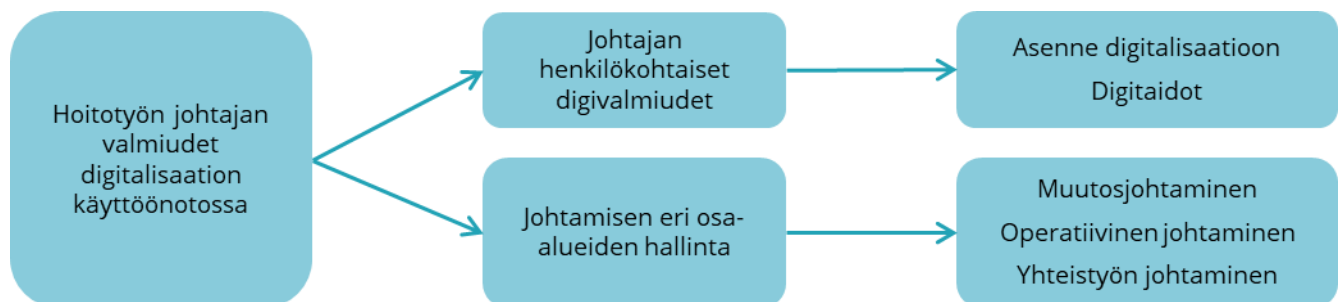 Hoitotyön johtajan
valmiudet
digitalisaation
käyttöönotossa
Johtajan
henkilökohtaiset
digivalmiudet
Asenne digitalisaatioon
Digitaidot
Johtamisen eri osa-
alueiden hallinta
Muutosjohtaminen
Operatiivinen johtaminen
Yhteistyön johtaminen